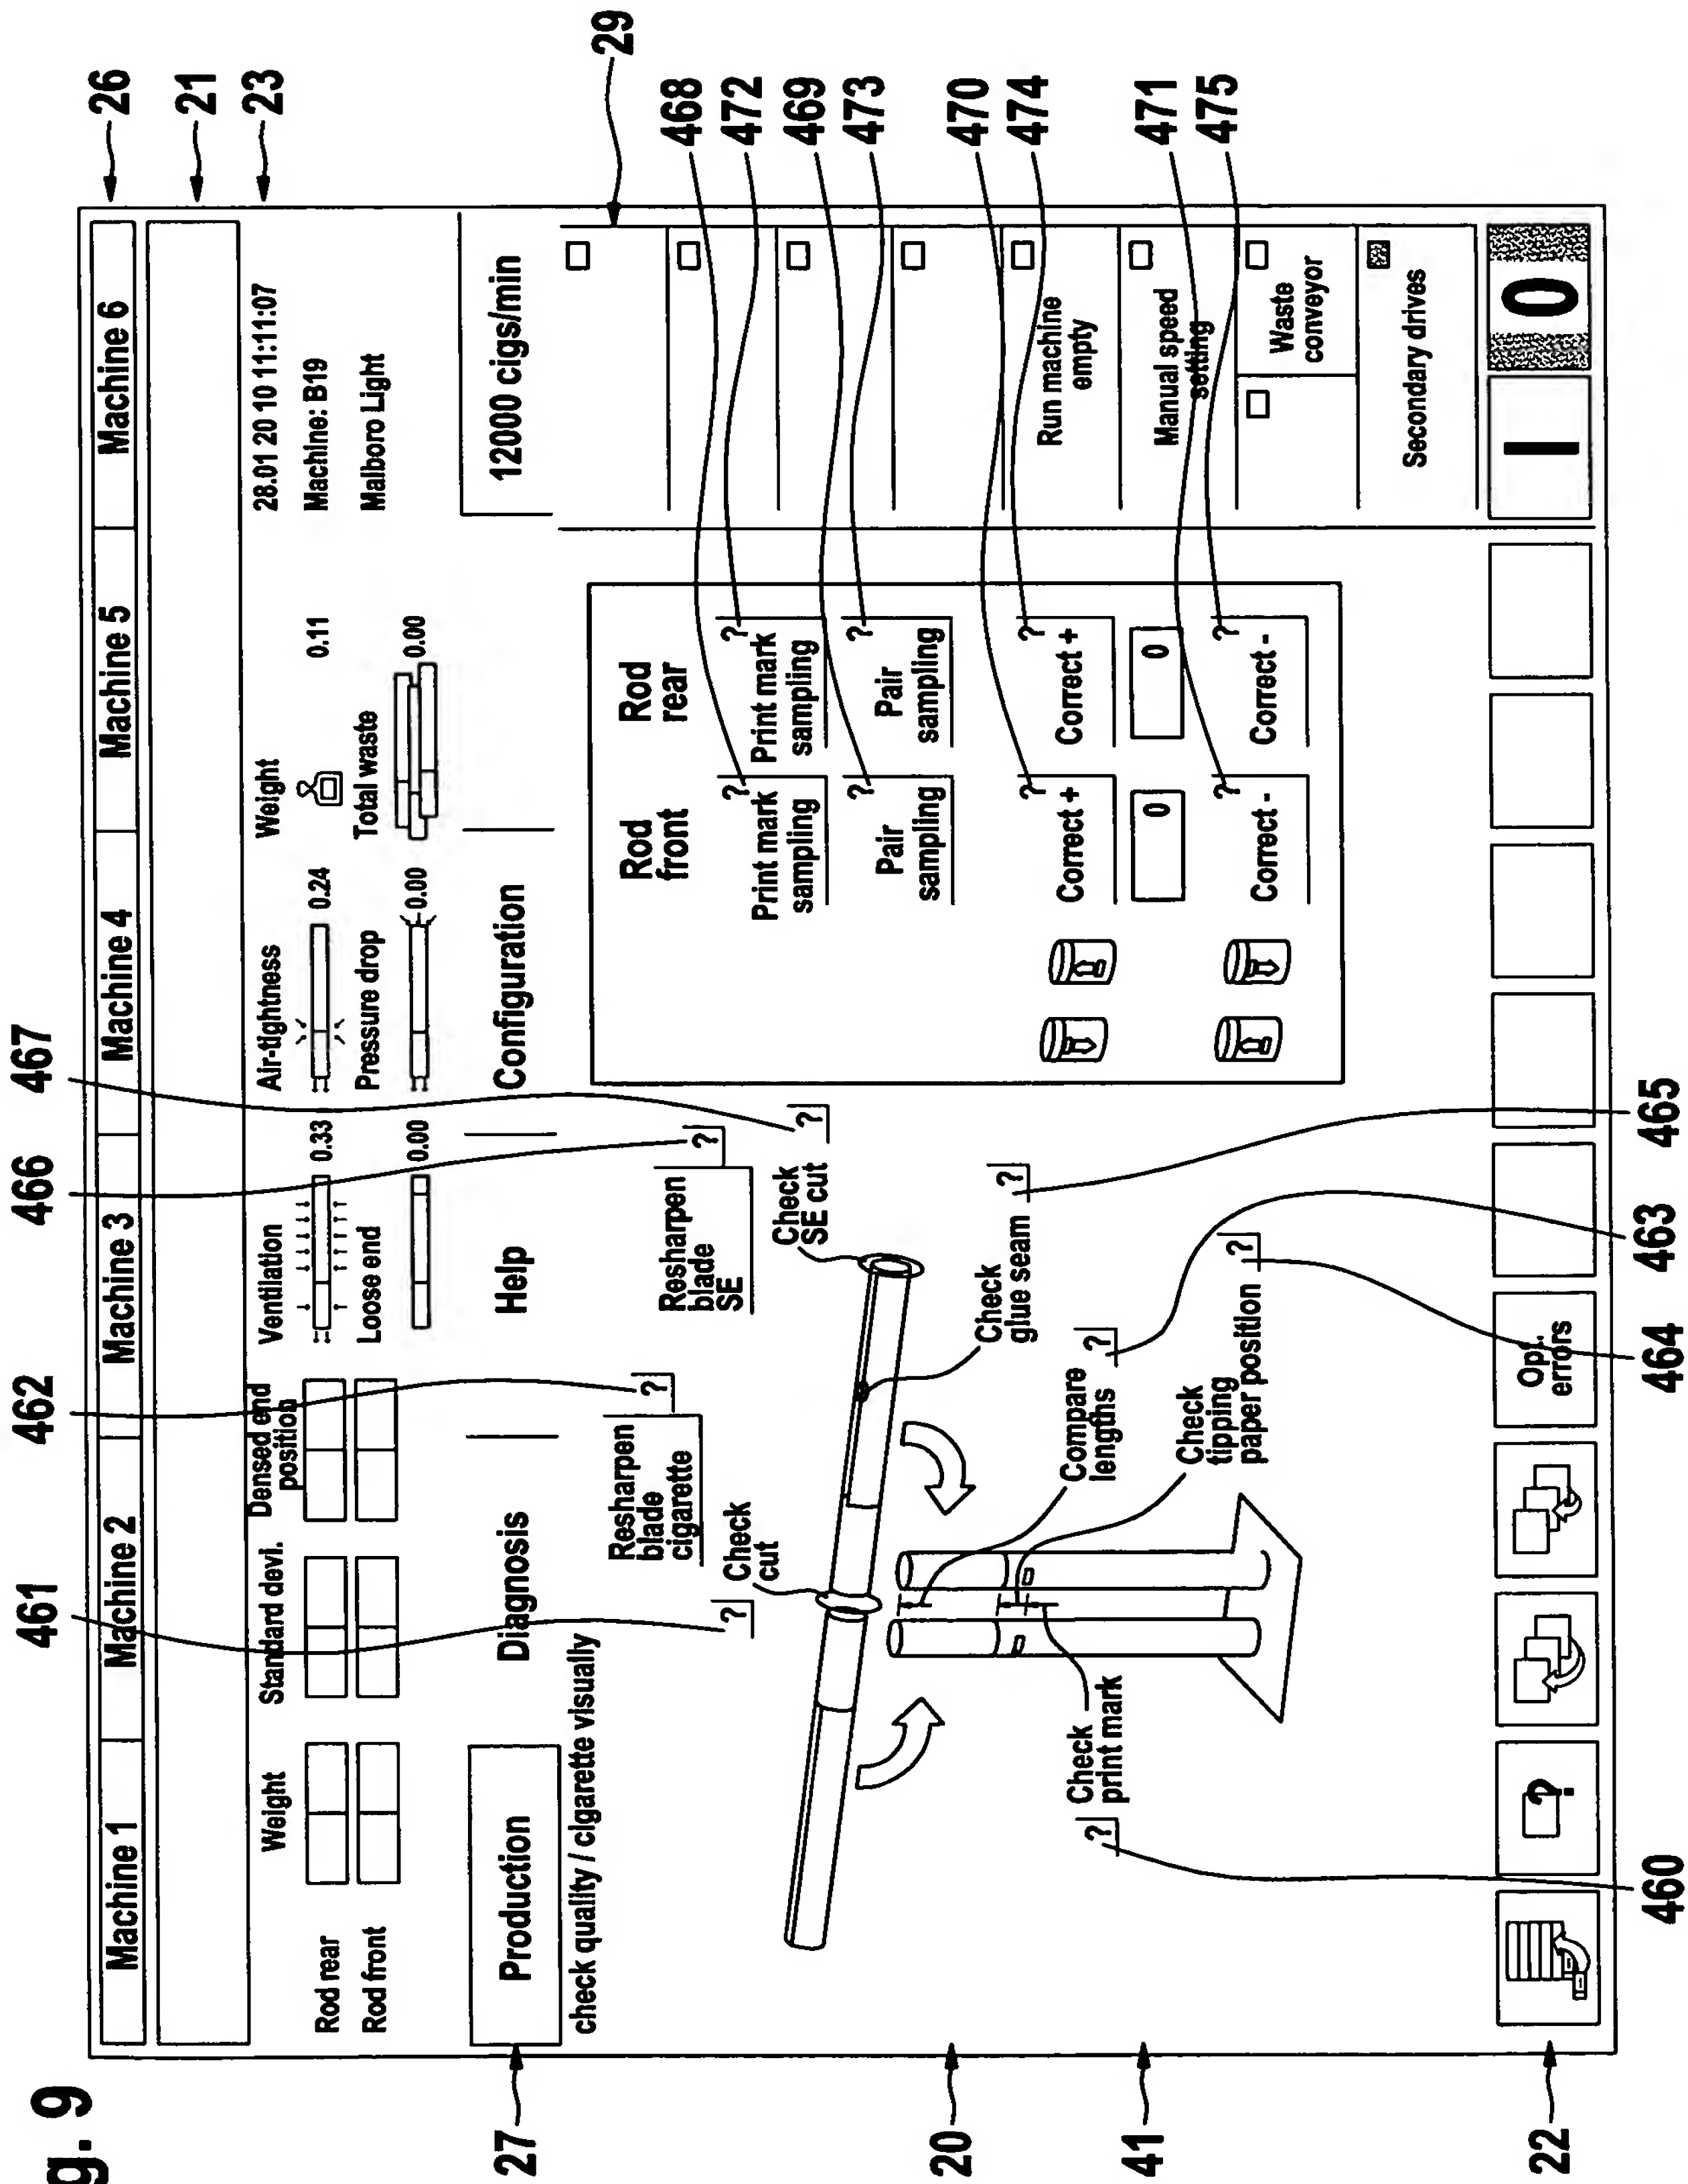 g. 9
26
21
23
29
Machine 1
Machine 2
Machine 3
Machine 4
Machine 5
Machine 6
Weight
Standard devi.
Densed end
position
Ventilation
0.33
Air-tightness
0.24
Weight
0.11
28.01 20 10 11:11:07
Machine: B19
Malboro Light
Rod rear
Rod front
Loose end
0.00
Pressure drop
0.00
Total waste
0.00
27
Production
Diagnosis
Help
Configuration
12000 cigs/min
check quality / cigarette visually
461
462
466
467
Resharpen
blade
cigarette
?
Resharpen
blade
SE
?
Check
cut
?
Check
SE cut
?
Check
glue seam
?
Compare
lengths
?
Check
tipping
paper position
?
Check
print mark
?
Rod
front
Rod
rear
Print mark
sampling
?
Print mark
sampling
?
Pair
sampling
?
Pair
sampling
?
Correct +
?
Correct +
?
0
0
Correct -
?
Correct -
?
468
472
469
473
470
474
471
475
Run machine
empty
Manual speed
setting
Waste
conveyor
Secondary drives
20
41
22
?
Opt.
errors
I
0
460
464
463
465